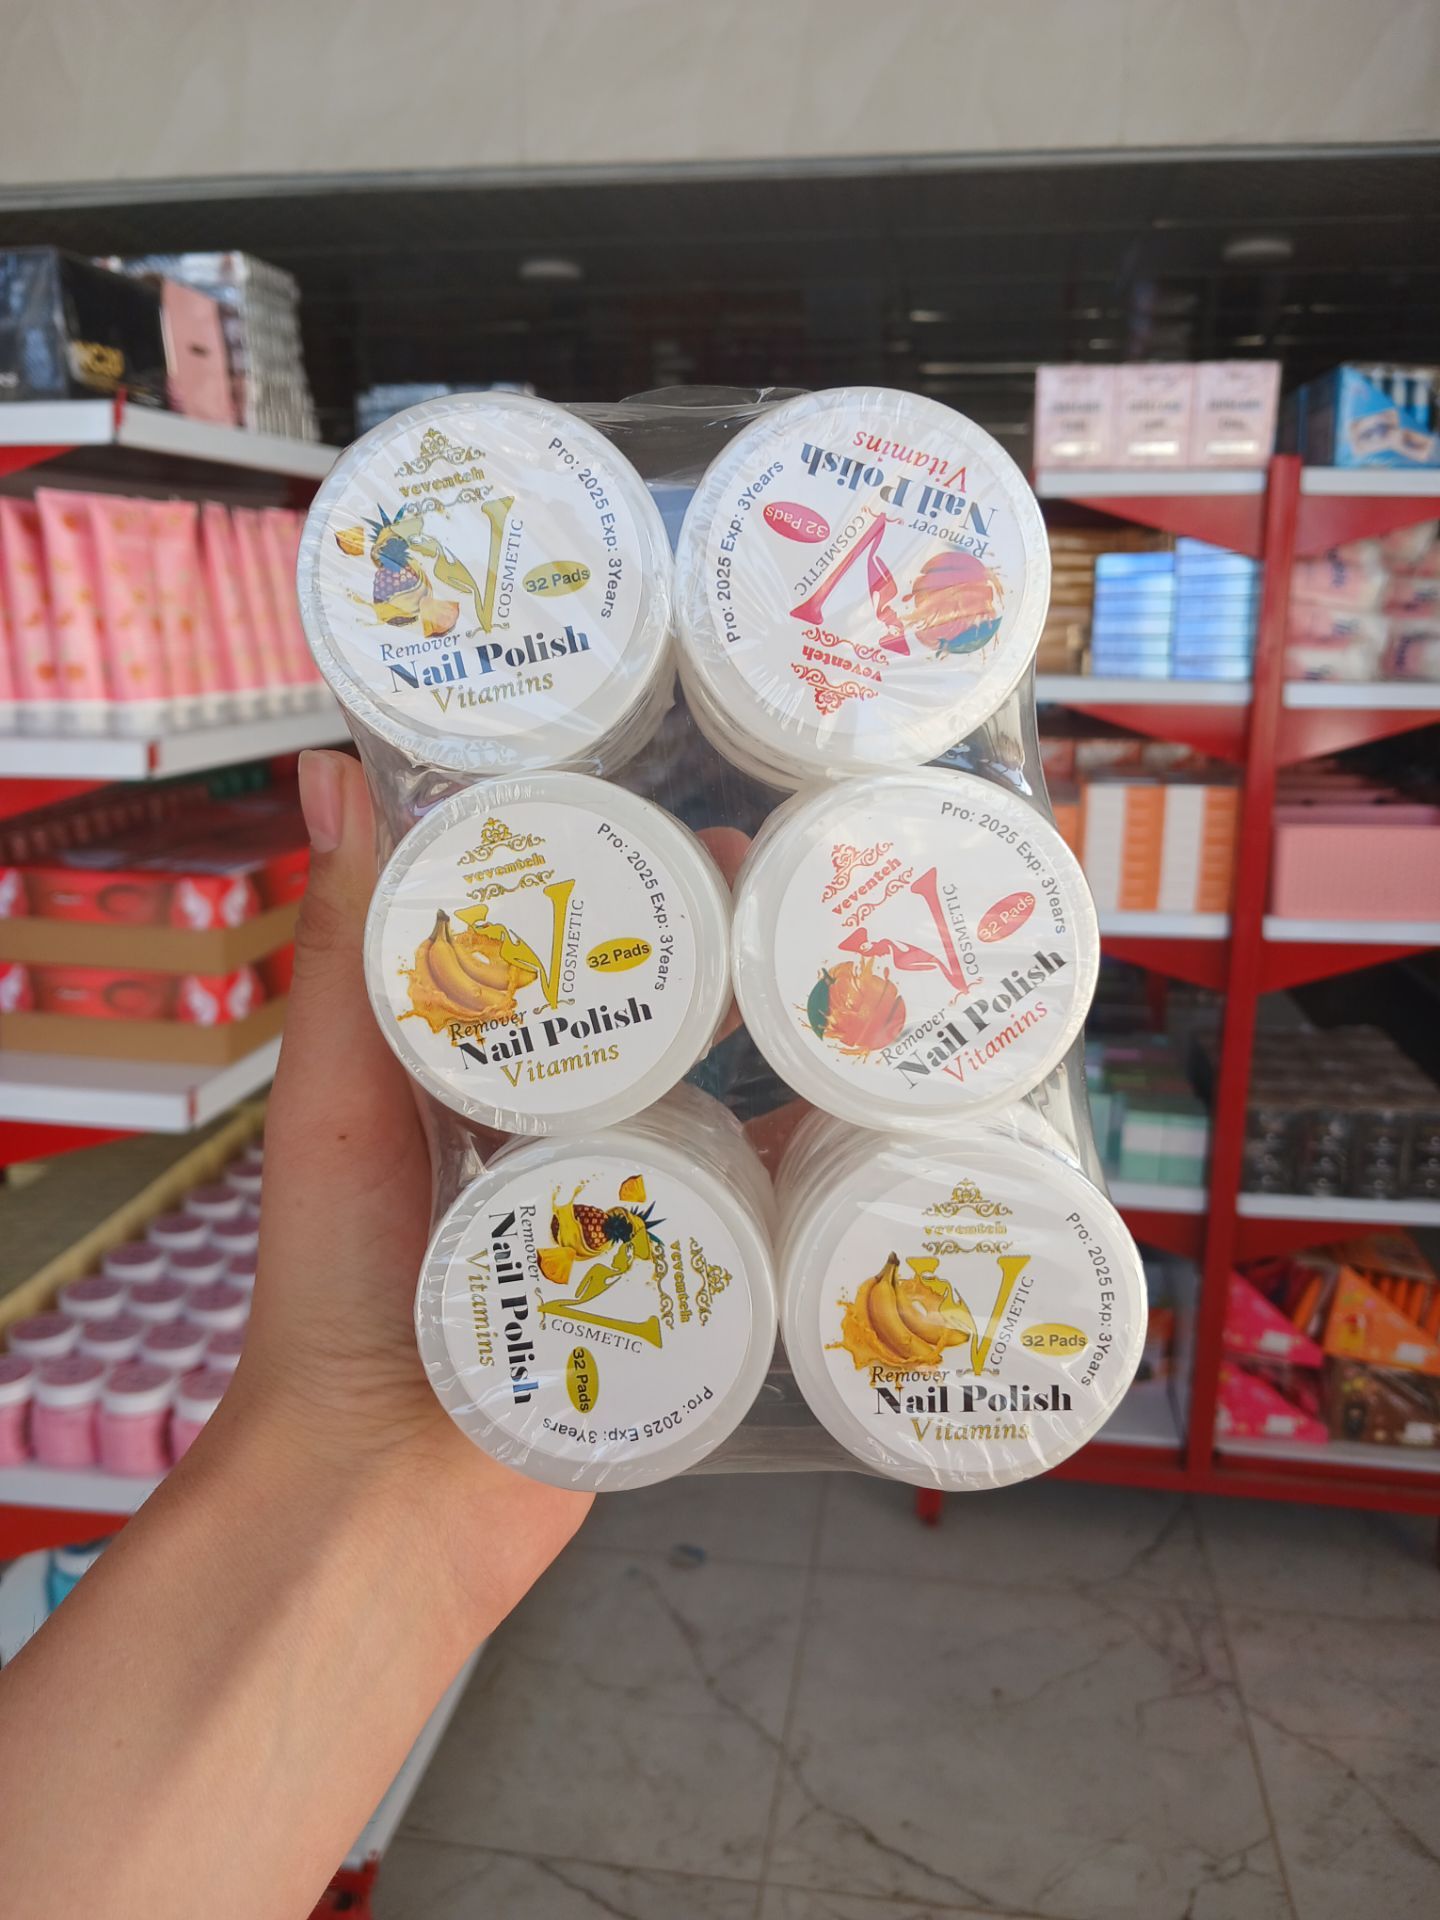 veventeh
COSMETIC
32 Pads
Remover
Nail Polish
Vitamins
Pro: 2025 Exp: 3Years
veventeh
COSMETIC
32 Pads
Remover
Nail Polish
Vitamins
Pro: 2025 Exp: 3Years
veventeh
COSMETIC
32 Pads
Remover
Nail Polish
Vitamins
Pro: 2025 Exp: 3Years
veventeh
COSMETIC
32 Pads
Remover
Nail Polish
Vitamins
Pro: 2025 Exp: 3Years
veventeh
COSMETIC
32 Pads
Remover
Nail Polish
Vitamins
Pro: 2025 Exp: 3Years
veventeh
COSMETIC
32 Pads
Remover
Nail Polish
Vitamins
Pro: 2025 Exp: 3Years